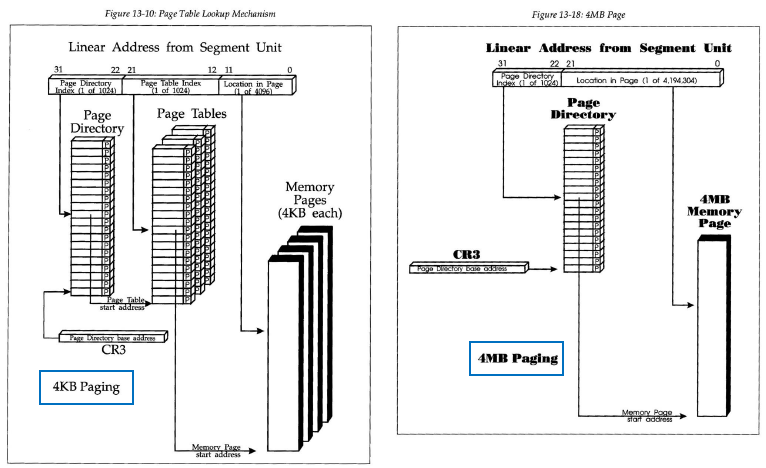 Figure 13-10: Page Table Lookup Mechanism
Linear Address from Segment Unit
31 22 21 12 11 0
Page Directory Index (1 of 1024)
Page Table Index (1 of 1024)
Location in Page (1 of 4096)
Page Directory
Page Tables
Memory Pages (4KB each)
Page Table start address
Page Directory base address
CR3
4KB Paging
Memory Page start address
Figure 13-18: 4MB Page
Linear Address from Segment Unit
31 22 21 0
Page Directory Index (1 of 1024)
Location in Page (1 of 4,194,304)
Page Directory
4MB Memory Page
CR3
Page Directory base address
4MB Paging
Memory Page start address